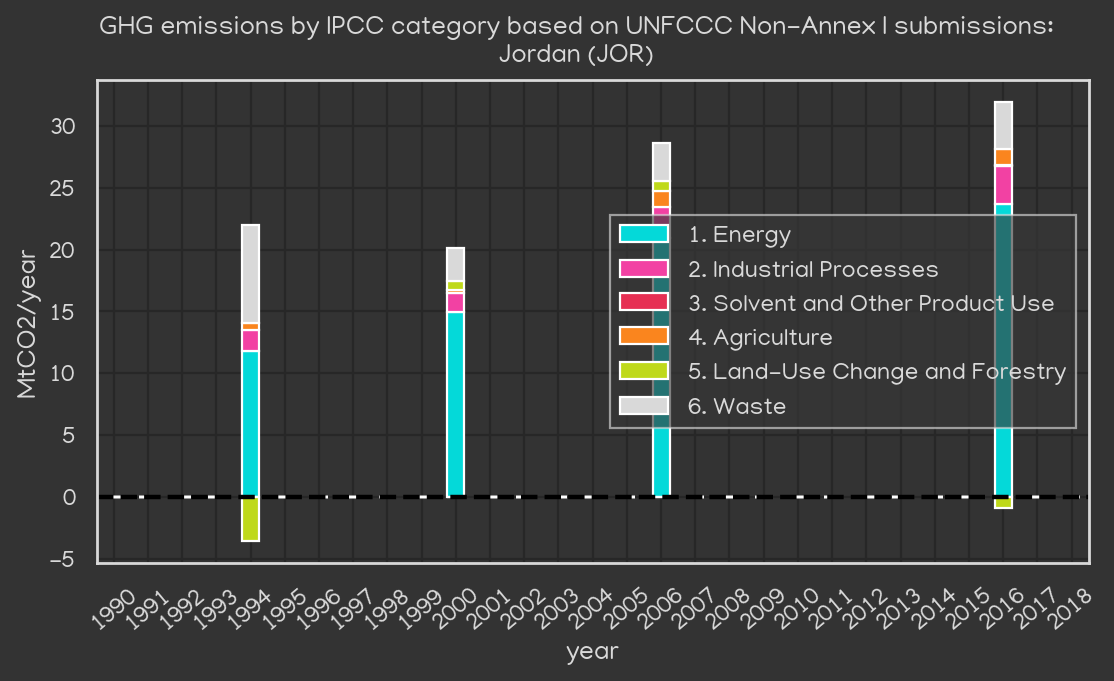 GHG emissions by IPCC category based on UNFCCC Non-Annex I submissions:
Jordan (JOR)
MtCO2/year
30
25
20
15
10
5
0
−5
1. Energy
2. Industrial Processes
3. Solvent and Other Product Use
4. Agriculture
5. Land-Use Change and Forestry
6. Waste
1990 1991 1992 1993 1994 1995 1996 1997 1998 1999 2000 2001 2002 2003 2004 2005 2006 2007 2008 2009 2010 2011 2012 2013 2014 2015 2016 2017 2018
year